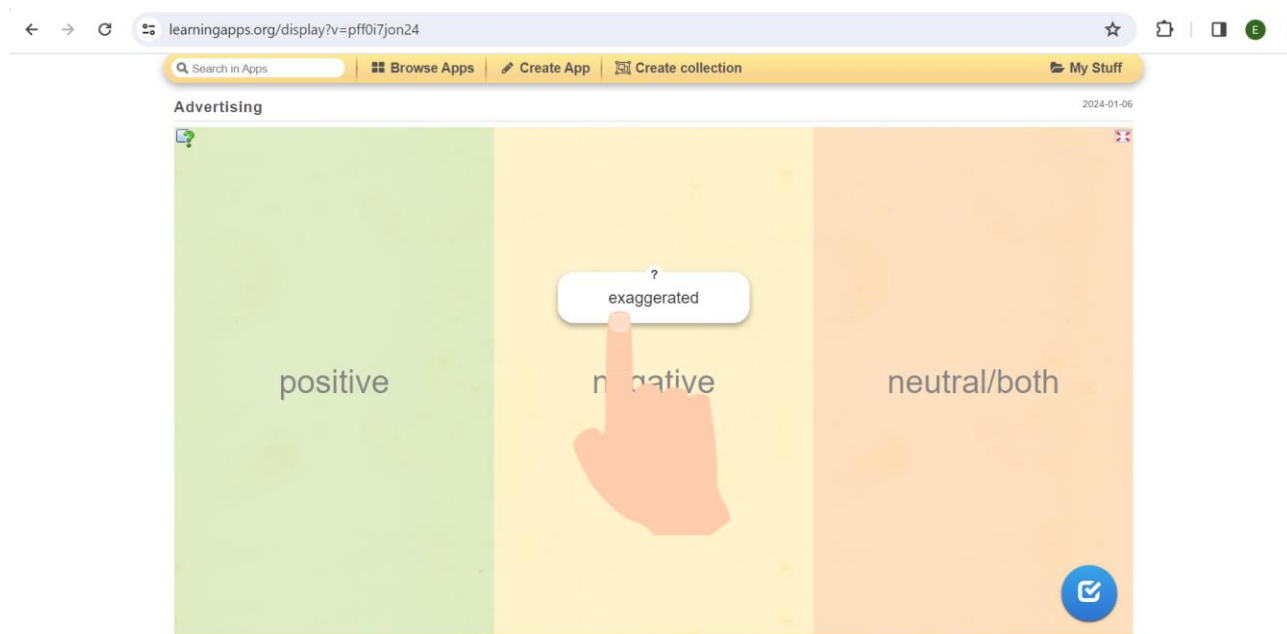 learningapps.org/display?v=pff0i7jon24
E
Search in Apps Browse Apps Create App Create collection My Stuff
Advertising 2024-01-06
?
exaggerated
positive negative neutral/both